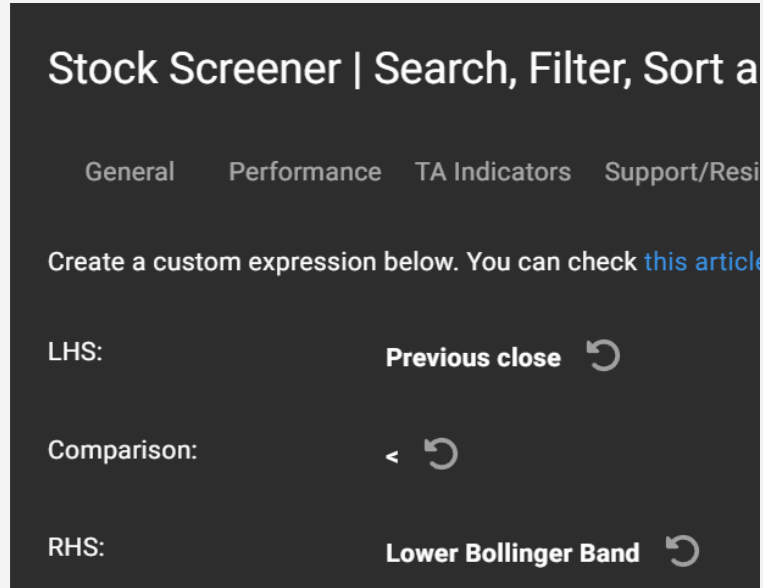 Stock Screener | Search, Filter, Sort a
General Performance TA Indicators Support/Resi
Create a custom expression below. You can check this article
LHS: Previous close
Comparison: <
RHS: Lower Bollinger Band